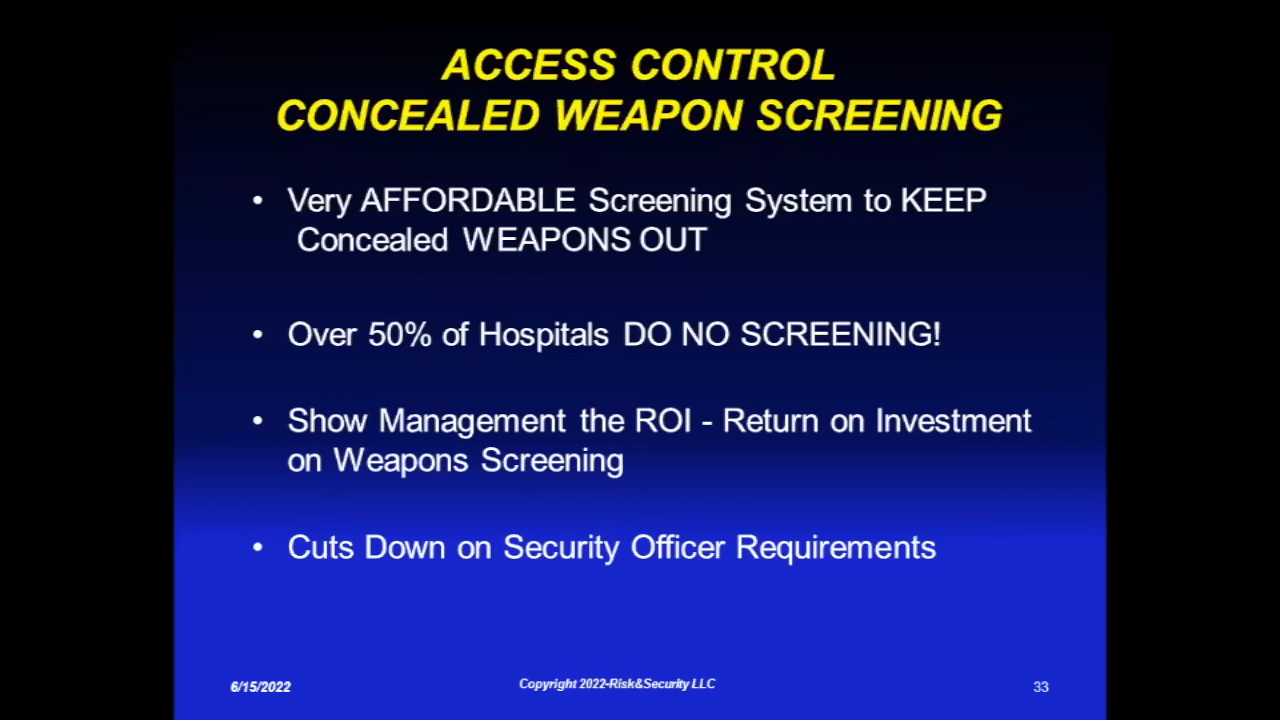 ACCESS CONTROL
CONCEALED WEAPON SCREENING
• Very AFFORDABLE Screening System to KEEP
Concealed WEAPONS OUT
• Over 50% of Hospitals DO NO SCREENING!
• Show Management the ROI - Return on Investment
on Weapons Screening
• Cuts Down on Security Officer Requirements
6/15/2022
Copyright 2022-Risk&Security LLC
33